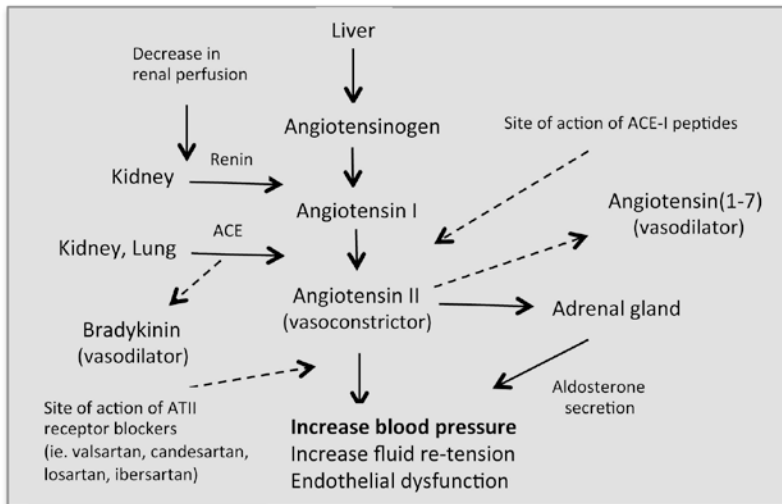 Liver
Decrease in
renal perfusion
Angiotensinogen
Site of action of ACE-I peptides
Renin
Kidney
Angiotensin I
Angiotensin(1-7)
(vasodilator)
ACE
Kidney, Lung
Angiotensin II
(vasoconstrictor)
Adrenal gland
Bradykinin
(vasodilator)
Aldosterone
secretion
Site of action of ATII
receptor blockers
(ie. valsartan, candesartan,
losartan, ibersartan)
Increase blood pressure
Increase fluid re-tension
Endothelial dysfunction